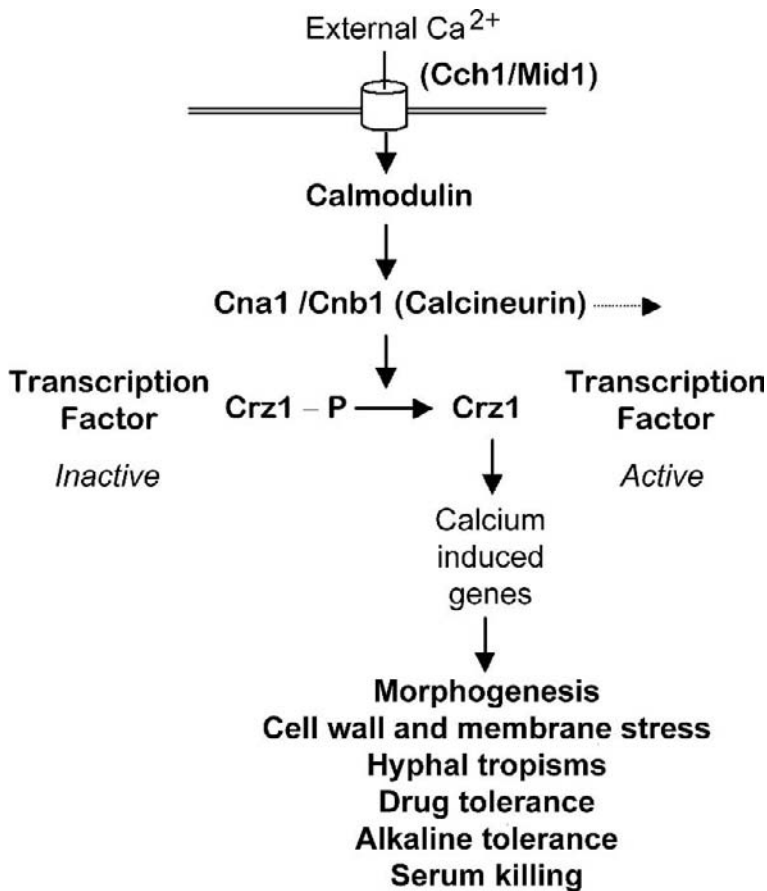 External Ca²⁺
(Cch1/Mid1)
Calmodulin
Cna1 /Cnb1 (Calcineurin)
Transcription
Factor
Inactive
Crz1 – P
Crz1
Transcription
Factor
Active
Calcium
induced
genes
Morphogenesis
Cell wall and membrane stress
Hyphal tropisms
Drug tolerance
Alkaline tolerance
Serum killing